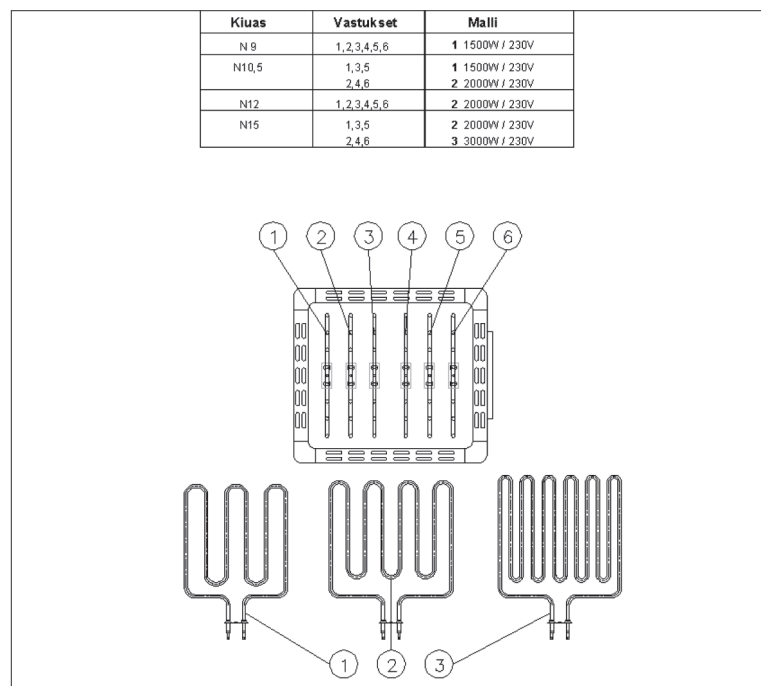 Kiuas Vastukset Malli
N 9 1,2,3,4,5,6 1 1500W / 230V
N10,5 1,3,5 1 1500W / 230V
2,4,6 2 2000W / 230V
N12 1,2,3,4,5,6 2 2000W / 230V
N15 1,3,5 2 2000W / 230V
2,4,6 3 3000W / 230V
1 2 3 4 5 6
1 2 3